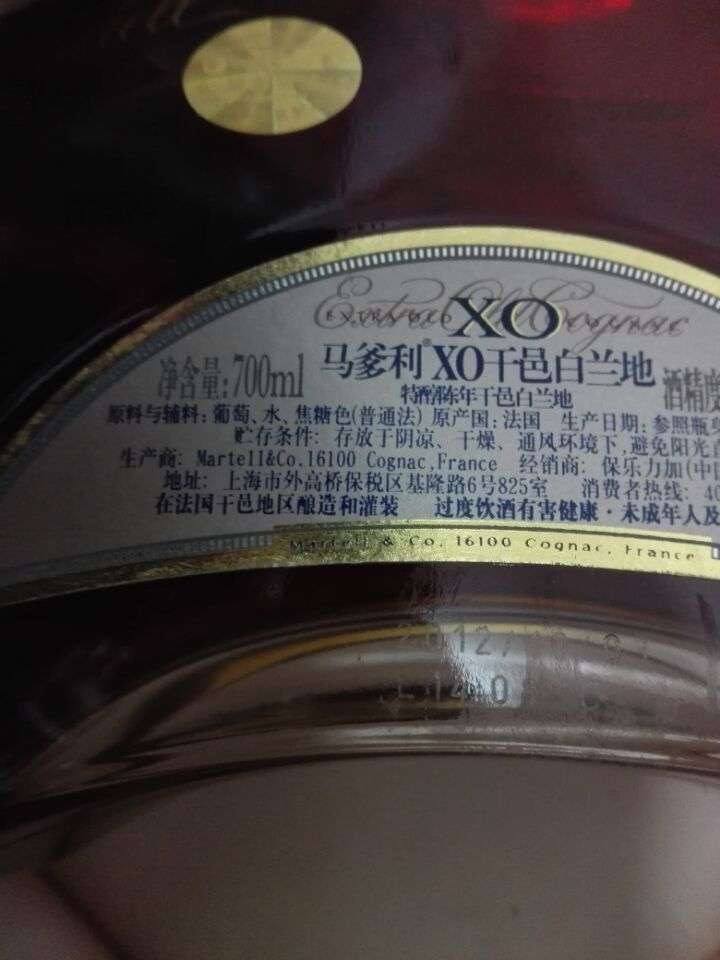 XO
Extra Old Cognac
净含量:700ml 马爹利®XO干邑白兰地 酒精度
特酿陈年干邑白兰地
原料与辅料:葡萄、水、焦糖色(普通法) 原产国:法国 生产日期:参照瓶身
贮存条件: 存放于阴凉、干燥、通风环境下,避免阳光直
生产商: Martell&Co.16100 Cognac,France 经销商: 保乐力加(中
地址: 上海市外高桥保税区基隆路6号825室 消费者热线: 40
在法国干邑地区酿造和灌装 过度饮酒有害健康·未成年人及
Martell & Co. 16100 Cognac, France
2012/